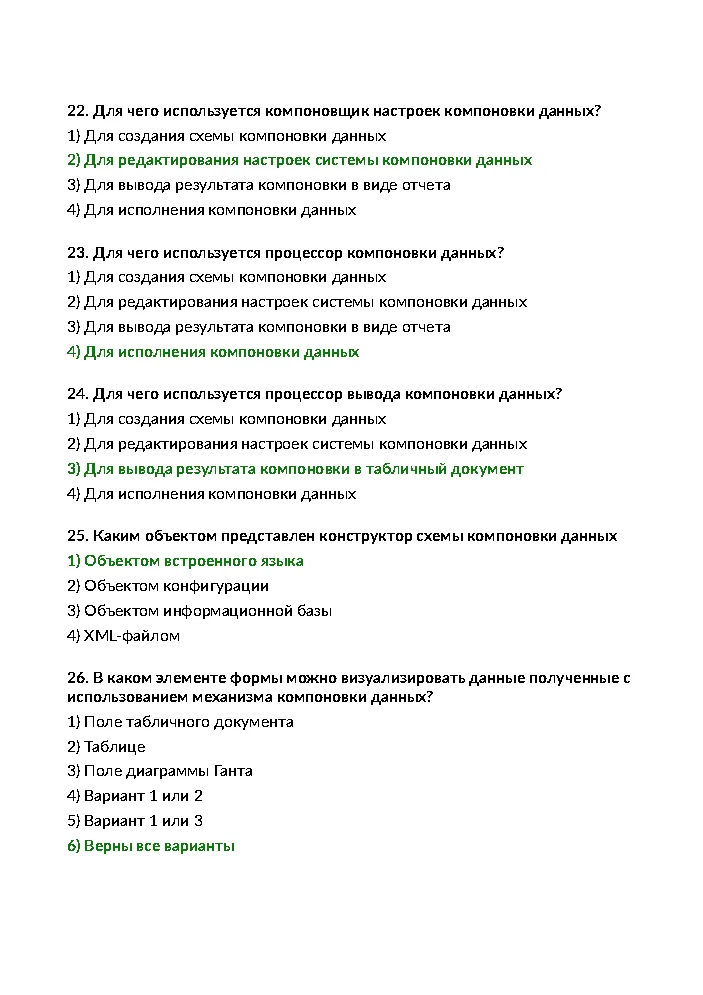 22. Для чего используется компоновщик настроек компоновки данных?
1) Для создания схемы компоновки данных
2) Для редактирования настроек системы компоновки данных
3) Для вывода результата компоновки в виде отчета
4) Для исполнения компоновки данных
23. Для чего используется процессор компоновки данных?
1) Для создания схемы компоновки данных
2) Для редактирования настроек системы компоновки данных
3) Для вывода результата компоновки в виде отчета
4) Для исполнения компоновки данных
24. Для чего используется процессор вывода компоновки данных?
1) Для создания схемы компоновки данных
2) Для редактирования настроек системы компоновки данных
3) Для вывода результата компоновки в табличный документ
4) Для исполнения компоновки данных
25. Каким объектом представлен конструктор схемы компоновки данных
1) Объектом встроенного языка
2) Объектом конфигурации
3) Объектом информационной базы
4) XML-файлом
26. В каком элементе формы можно визуализировать данные полученные с
использованием механизма компоновки данных?
1) Поле табличного документа
2) Таблице
3) Поле диаграммы Ганта
4) Вариант 1 или 2
5) Вариант 1 или 3
6) Верны все варианты